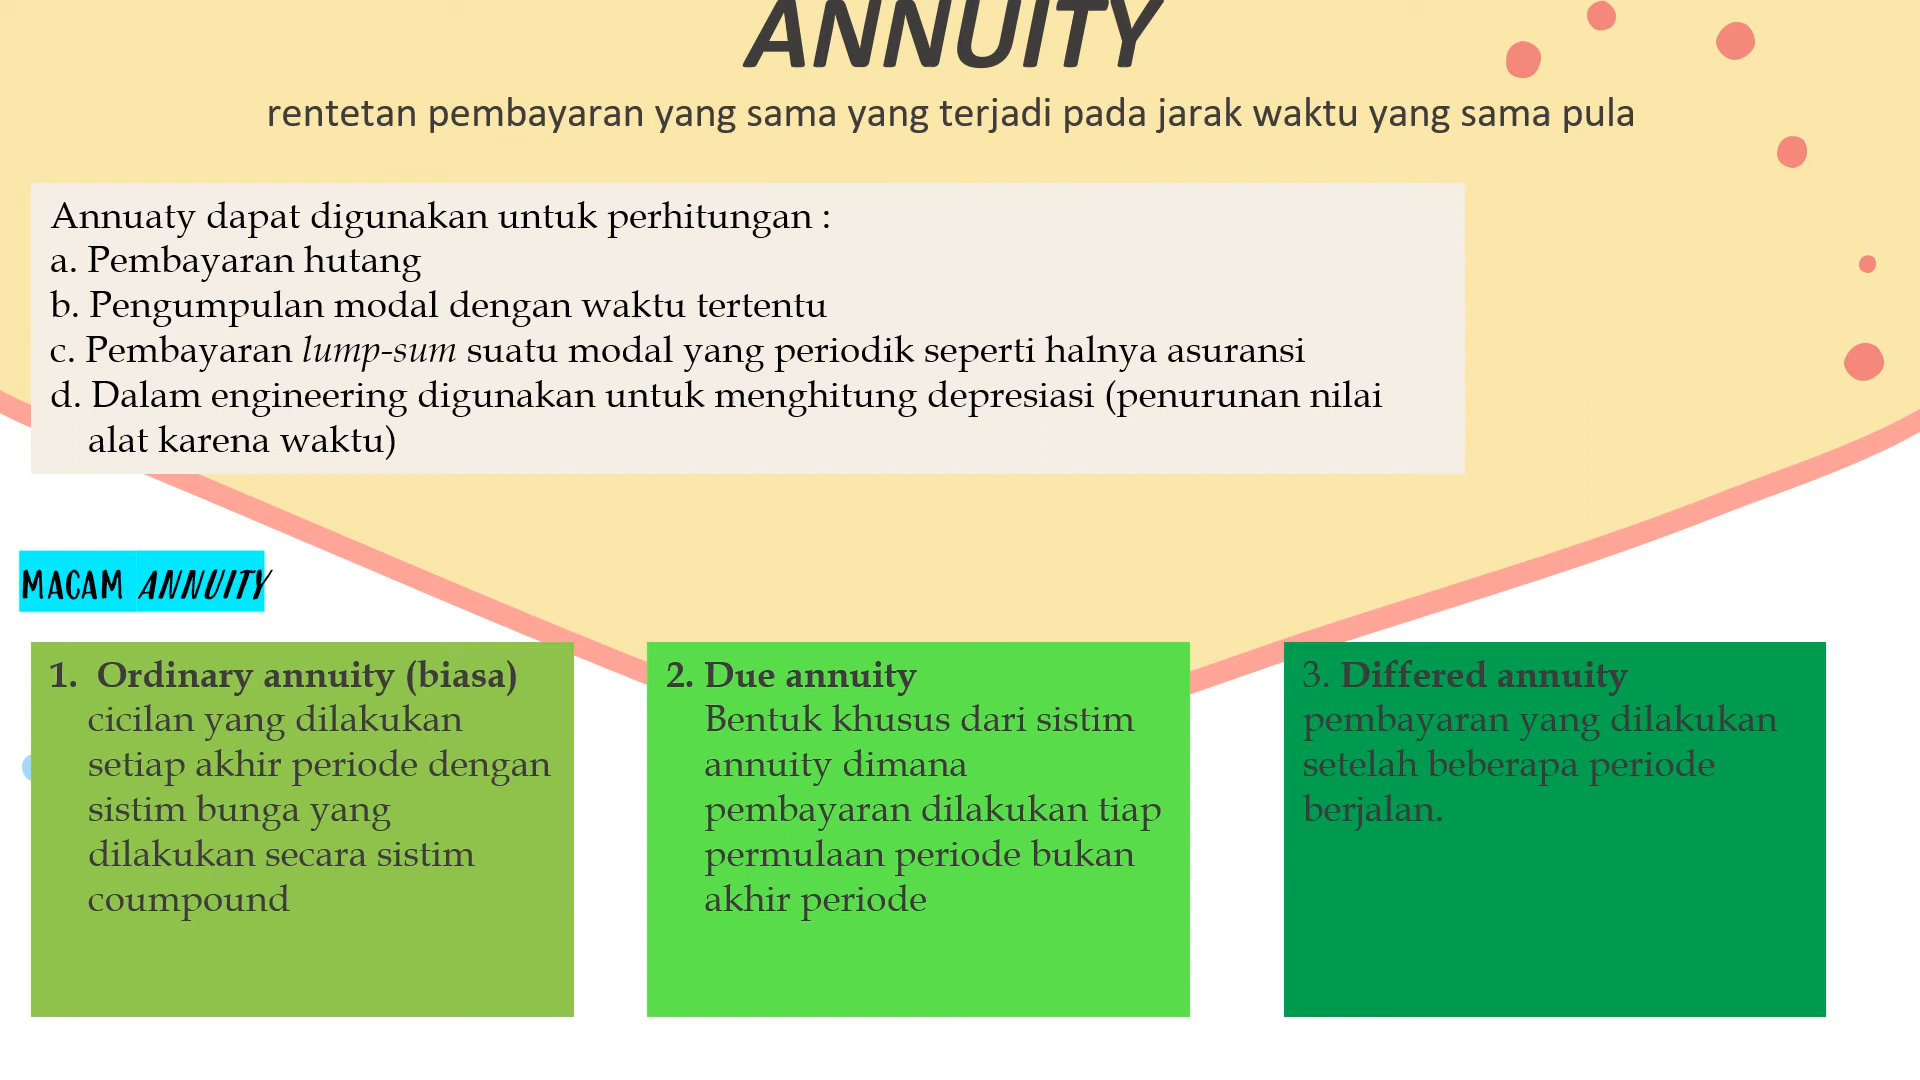 ANNUITY
rentetan pembayaran yang sama yang terjadi pada jarak waktu yang sama pula
Annuaty dapat digunakan untuk perhitungan :
a. Pembayaran hutang
b. Pengumpulan modal dengan waktu tertentu
c. Pembayaran lump-sum suatu modal yang periodik seperti halnya asuransi
d. Dalam engineering digunakan untuk menghitung depresiasi (penurunan nilai
alat karena waktu)
MACAM ANNUITY
1. Ordinary annuity (biasa)
cicilan yang dilakukan
setiap akhir periode dengan
sistim bunga yang
dilakukan secara sistim
coumpound
2. Due annuity
Bentuk khusus dari sistim
annuity dimana
pembayaran dilakukan tiap
permulaan periode bukan
akhir periode
3. Differed annuity
pembayaran yang dilakukan
setelah beberapa periode
berjalan.